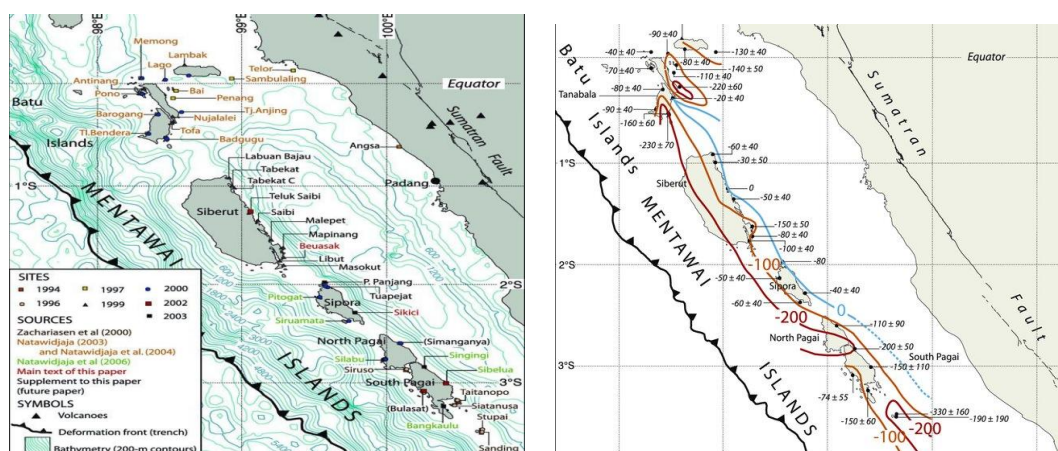 98°E
99°E
100°E
Memong
Lambak
Lago
Telor
Sambulaling
Antinang
Pono
Bai
Penang
Equator
Batu
Islands
Barogang
Tj.Anjing
Nujalalei
Tofa
Tl.Bendera
Badgugu
Sumatran
Fault
Angsa
Labuan Bajau
Tabekat
Tabekat C
Padang
1°S
Teluk Saibi
Siberut
Saibi
Malepet
Mapinang
Beuasak
Libut
Masokut
MENTAWAI
ISLANDS
600
1200
P. Panjang
2°S
Tuapejat
Pitogat
Sipora
Sikici
Siruamata
North Pagai
(Simanganya)
Silabu
Singingi
Siruso
Sibelua
3°S
South Pagai
Taitanopo
(Bulasat)
Siatanusa
Bangkaulu
Stupai
Sanding
SITES
1994
1997
2000
1996
1999
2002
2003
SOURCES
Zachariasen et al (2000)
Natawidjaja (2003)
and Natawidjaja et al. (2004)
Natawidjaja et al (2006)
Main text of this paper
Supplement to this paper
(future paper)
SYMBOLS
Volcanoes
Deformation front (trench)
Bathymetry (200-m contours)
-90 ± 40
-40 ± 40
-130 ± 40
-80 ± 40
-140 ± 50
-70 ± 40
-110 ± 40
Equator
-220 ± 60
-80 ± 40
-20 ± 40
Batu
Islands
Tanabala
-90 ± 40
-160 ± 60
-230 ± 70
Sumatran
Fault
-60 ± 40
1°S
-30 ± 50
Siberut
0
-50 ± 40
MENTAWAI
ISLANDS
-150 ± 50
-80 ± 40
-100 ± 40
-100
2°S
-80
-50 ± 40
Sipora
-40 ± 40
-60 ± 40
0
-200
-110 ± 90
North Pagai
-200 ± 50
South Pagai
3°S
-150 ± 110
-74 ± 55
-330 ± 160
-150 ± 60
-190 ± 190
-100
-200